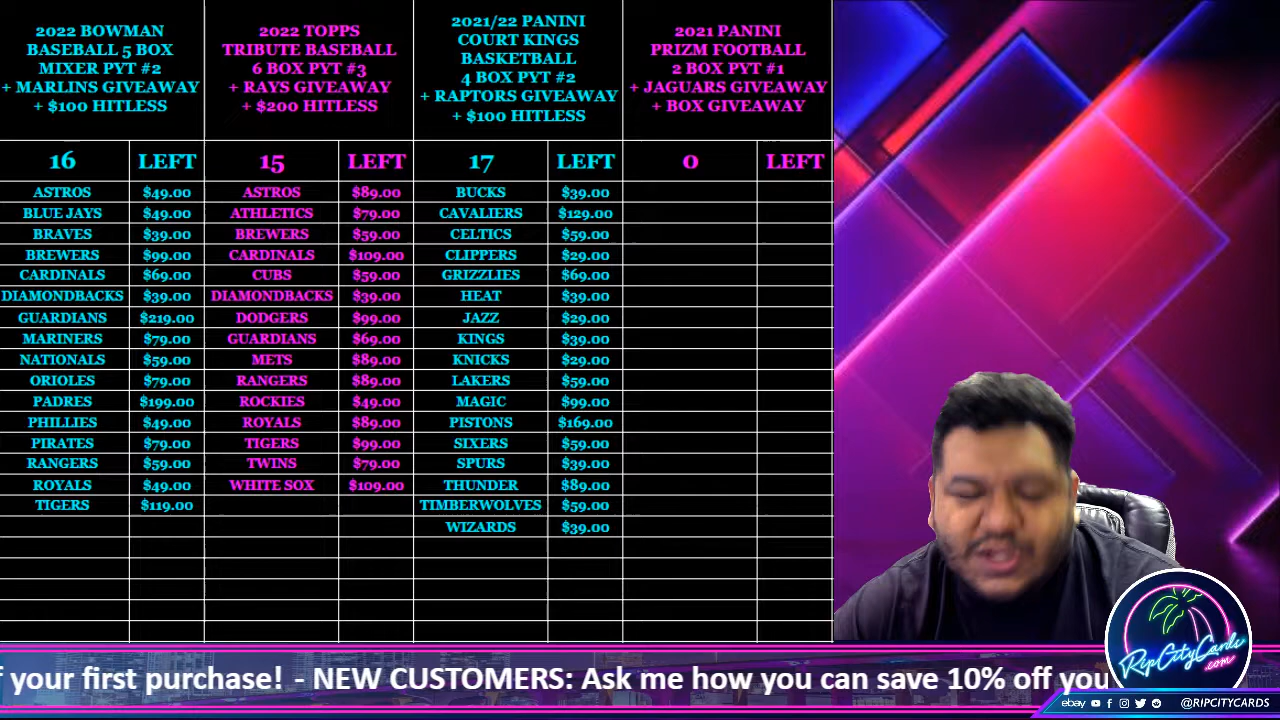 2022 BOWMAN
BASEBALL 5 BOX
MIXER PYT #2
+ MARLINS GIVEAWAY
+ $100 HITLESS
16 LEFT
ASTROS $49.00
BLUE JAYS $49.00
BRAVES $39.00
BREWERS $99.00
CARDINALS $69.00
DIAMONDBACKS $39.00
GUARDIANS $219.00
MARINERS $79.00
NATIONALS $59.00
ORIOLES $79.00
PADRES $199.00
PHILLIES $49.00
PIRATES $79.00
RANGERS $59.00
ROYALS $49.00
TIGERS $119.00
2022 TOPPS
TRIBUTE BASEBALL
6 BOX PYT #3
+ RAYS GIVEAWAY
+ $200 HITLESS
15 LEFT
ASTROS $89.00
ATHLETICS $79.00
BREWERS $59.00
CARDINALS $109.00
CUBS $59.00
DIAMONDBACKS $39.00
DODGERS $99.00
GUARDIANS $69.00
METS $89.00
RANGERS $89.00
ROCKIES $49.00
ROYALS $89.00
TIGERS $99.00
TWINS $79.00
WHITE SOX $109.00
2021/22 PANINI
COURT KINGS
BASKETBALL
4 BOX PYT #2
+ RAPTORS GIVEAWAY
+ $100 HITLESS
17 LEFT
BUCKS $39.00
CAVALIERS $129.00
CELTICS $59.00
CLIPPERS $29.00
GRIZZLIES $69.00
HEAT $39.00
JAZZ $29.00
KINGS $39.00
KNICKS $29.00
LAKERS $59.00
MAGIC $99.00
PISTONS $169.00
SIXERS $59.00
SPURS $39.00
THUNDER $89.00
TIMBERWOLVES $59.00
WIZARDS $39.00
2021 PANINI
PRIZM FOOTBALL
2 BOX PYT #1
+ JAGUARS GIVEAWAY
+ BOX GIVEAWAY
0 LEFT
f your first purchase! - NEW CUSTOMERS: Ask me how you can save 10% off you
RipCityCards
.com
ebay @RIPCITYCARDS